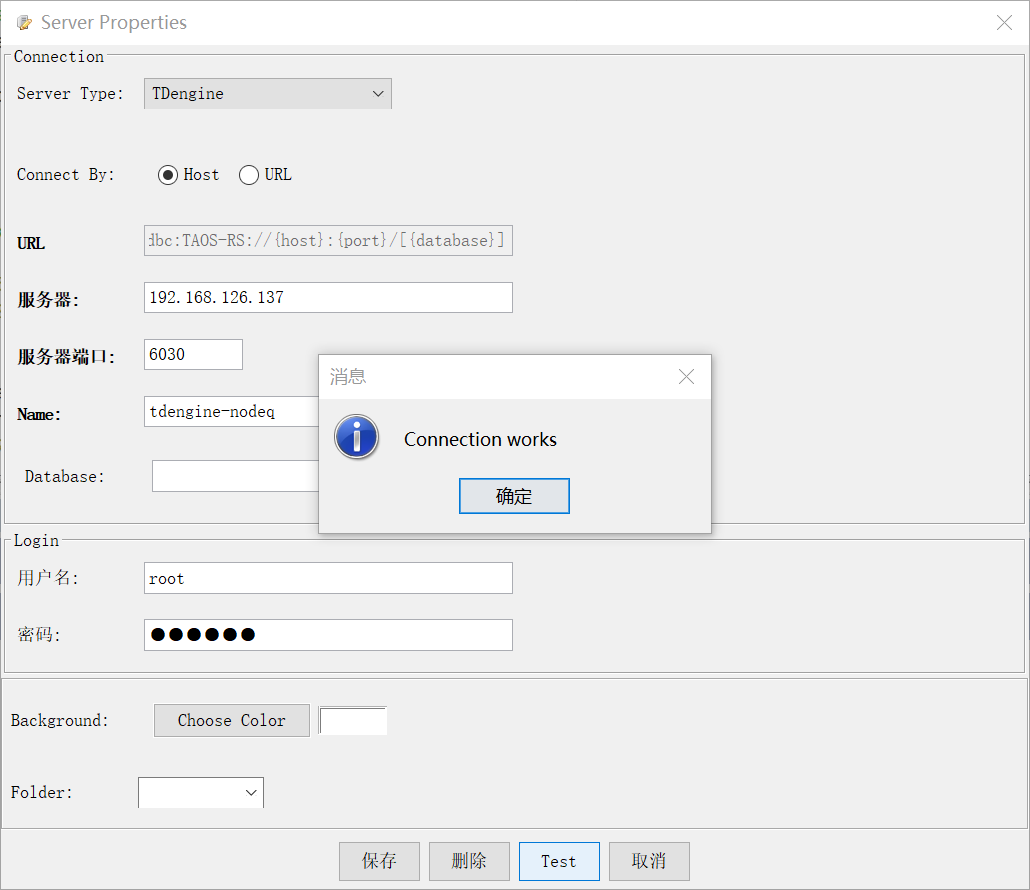 Server Properties
Connection
Server Type: TDengine
Connect By: Host URL
URL dbc:TAOS-RS://{host}:{port}/[{database}]
服务器: 192.168.126.137
服务器端口: 6030
消息
Name: tdengine-nodeq
Connection works
Database:
确定
Login
用户名: root
密码: ●●●●●●
Background: Choose Color
Folder:
保存 删除 Test 取消